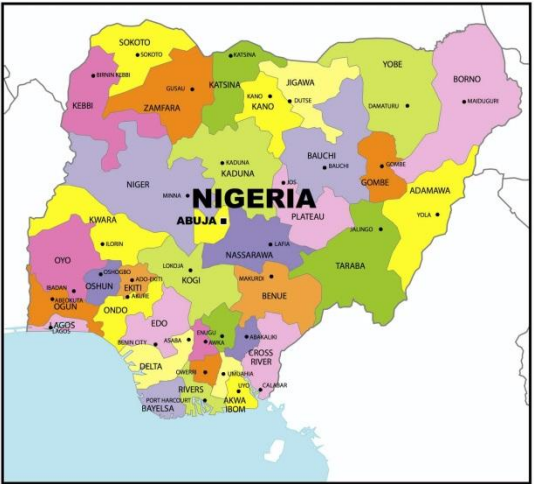 SOKOTO
SOKOTO
KATSINA
BIRNIN KEBBI
KEBBI
GUSAU
ZAMFARA
KATSINA
KANO
KANO
JIGAWA
DUTSE
YOBE
DAMATURU
BORNO
MAIDUGURI
KADUNA
KADUNA
BAUCHI
BAUCHI
GOMBE
GOMBE
ADAMAWA
YOLA
NIGER
MINNA
JOS
PLATEAU
NIGERIA
ABUJA
JALINGO
TARABA
KWARA
ILORIN
LAFIA
NASSARAWA
OYO
IBADAN
OSHOGBO
OSHUN
ADO-EKITI
EKITI
AKURE
LOKOJA
KOGI
MAKURDI
BENUE
ABEOKUTA
OGUN
ONDO
LAGOS
LAGOS
EDO
BENIN CITY
ASABA
ENUGU
AWKA
ABAKALIKI
CROSS
RIVER
DELTA
OWERRI
UMUAHIA
UYO
CALABAR
RIVERS
PORT HARCOURT
BAYELSA
AKWA
IBOM